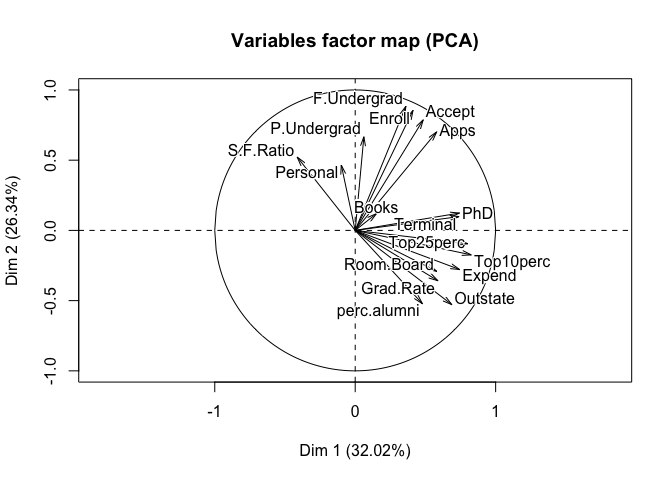 Variables factor map (PCA)
Dim 2 (26.34%)
1.0
0.5
0.0
-0.5
-1.0
F.Undergrad
Enroll
Accept
P.Undergrad
Apps
S.F.Ratio
Personal
Books
PhD
Terminal
Top25perc
Top10perc
Room.Board
Expend
Grad.Rate
Outstate
perc.alumni
-1
0
1
Dim 1 (32.02%)